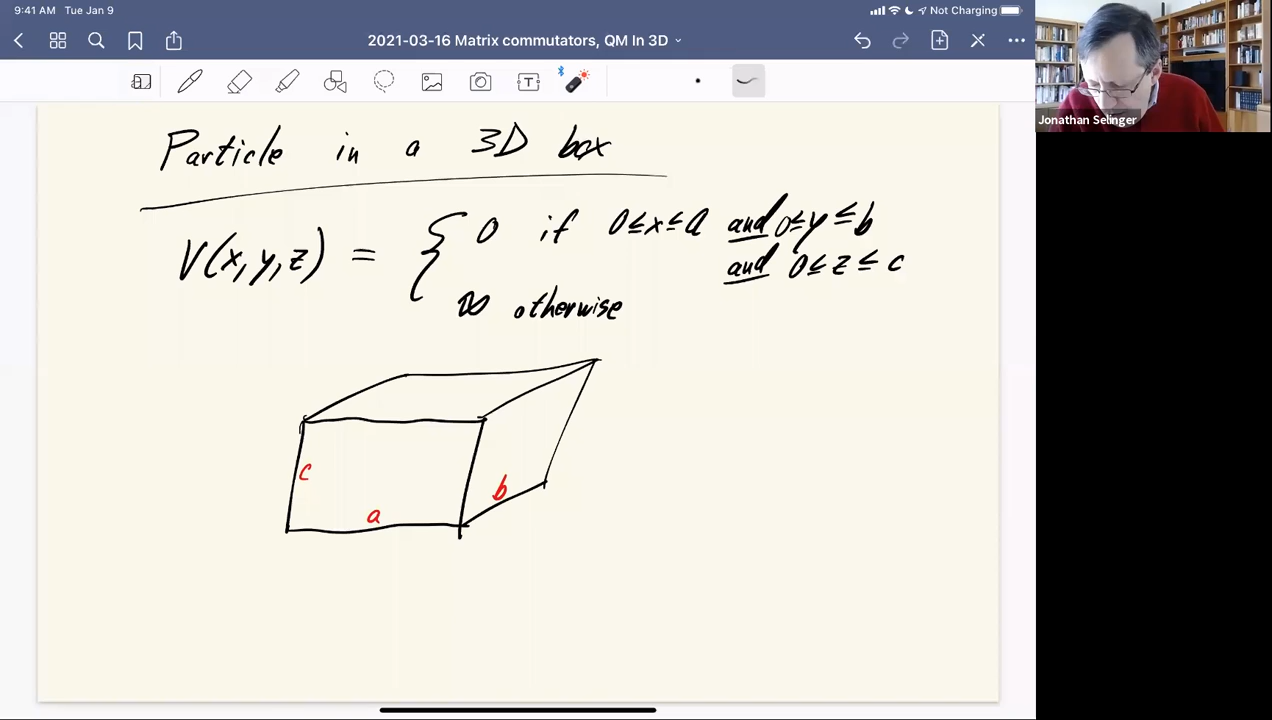 9:41 AM Tue Jan 9
Not Charging
2021-03-16 Matrix commutators, QM In 3D
Jonathan Selinger
Particle in a 3D box
V(x,y,z) = { 0 if 0≤x≤a and 0≤y≤b
and 0≤z≤c
∞ otherwise
c
a
b